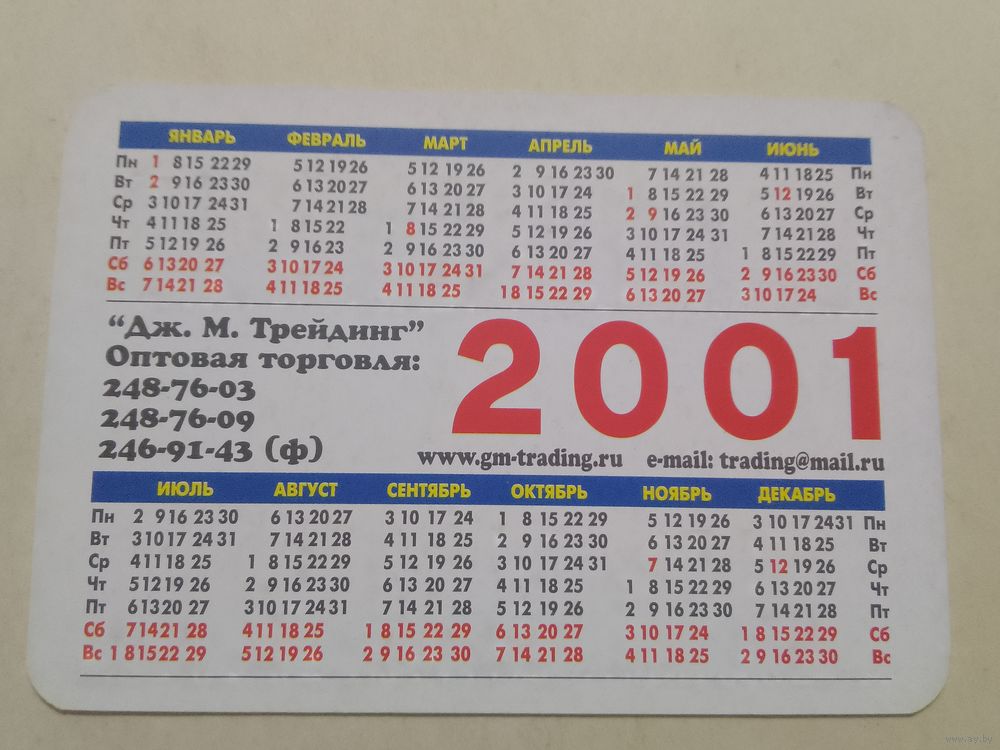 ЯНВАРЬ ФЕВРАЛЬ МАРТ АПРЕЛЬ МАЙ ИЮНЬ
Пн 1 8 15 22 29 5 12 19 26 5 12 19 26 2 9 16 23 30 7 14 21 28 4 11 18 25 Пн
Вт 2 9 16 23 30 6 13 20 27 6 13 20 27 3 10 17 24 1 8 15 22 29 5 12 19 26 Вт
Ср 3 10 17 24 31 7 14 21 28 7 14 21 28 4 11 18 25 2 9 16 23 30 6 13 20 27 Ср
Чт 4 11 18 25 1 8 15 22 1 8 15 22 29 5 12 19 26 3 10 17 24 31 7 14 21 28 Чт
Пт 5 12 19 26 2 9 16 23 2 9 16 23 30 6 13 20 27 4 11 18 25 1 8 15 22 29 Пт
Сб 6 13 20 27 3 10 17 24 3 10 17 24 31 7 14 21 28 5 12 19 26 2 9 16 23 30 Сб
Вс 7 14 21 28 4 11 18 25 4 11 18 25 1 8 15 22 29 6 13 20 27 3 10 17 24 Вс
"Дж. М. Трейдинг"
Оптовая торговля:
248-76-03
248-76-09
246-91-43 (ф)
2001
www.gm-trading.ru e-mail: trading@mail.ru
ИЮЛЬ АВГУСТ СЕНТЯБРЬ ОКТЯБРЬ НОЯБРЬ ДЕКАБРЬ
Пн 2 9 16 23 30 6 13 20 27 3 10 17 24 1 8 15 22 29 5 12 19 26 3 10 17 24 31 Пн
Вт 3 10 17 24 31 7 14 21 28 4 11 18 25 2 9 16 23 30 6 13 20 27 4 11 18 25 Вт
Ср 4 11 18 25 1 8 15 22 29 5 12 19 26 3 10 17 24 31 7 14 21 28 5 12 19 26 Ср
Чт 5 12 19 26 2 9 16 23 30 6 13 20 27 4 11 18 25 1 8 15 22 29 6 13 20 27 Чт
Пт 6 13 20 27 3 10 17 24 31 7 14 21 28 5 12 19 26 2 9 16 23 30 7 14 21 28 Пт
Сб 7 14 21 28 4 11 18 25 1 8 15 22 29 6 13 20 27 3 10 17 24 1 8 15 22 29 Сб
Вс 1 8 15 22 29 5 12 19 26 2 9 16 23 30 7 14 21 28 4 11 18 25 2 9 16 23 30 Вс
www.ay.by